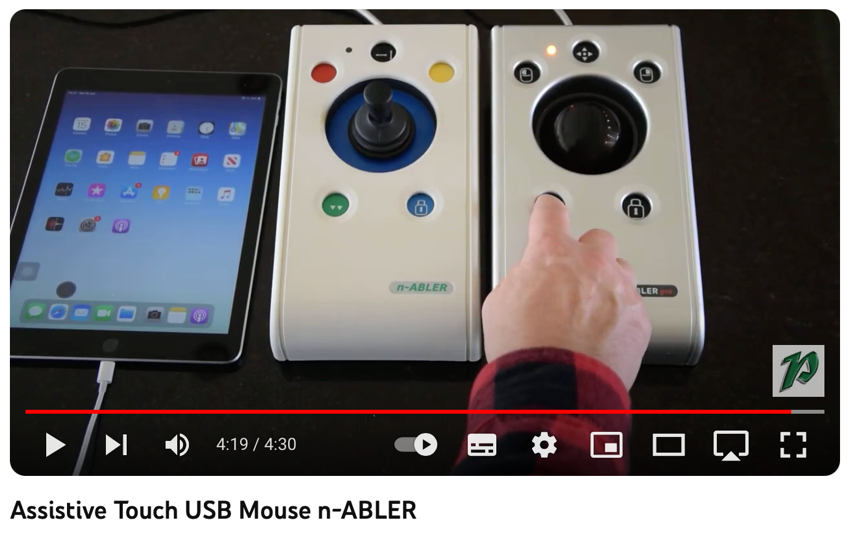 n-ABLER
4:19 / 4:30
Assistive Touch USB Mouse n-ABLER